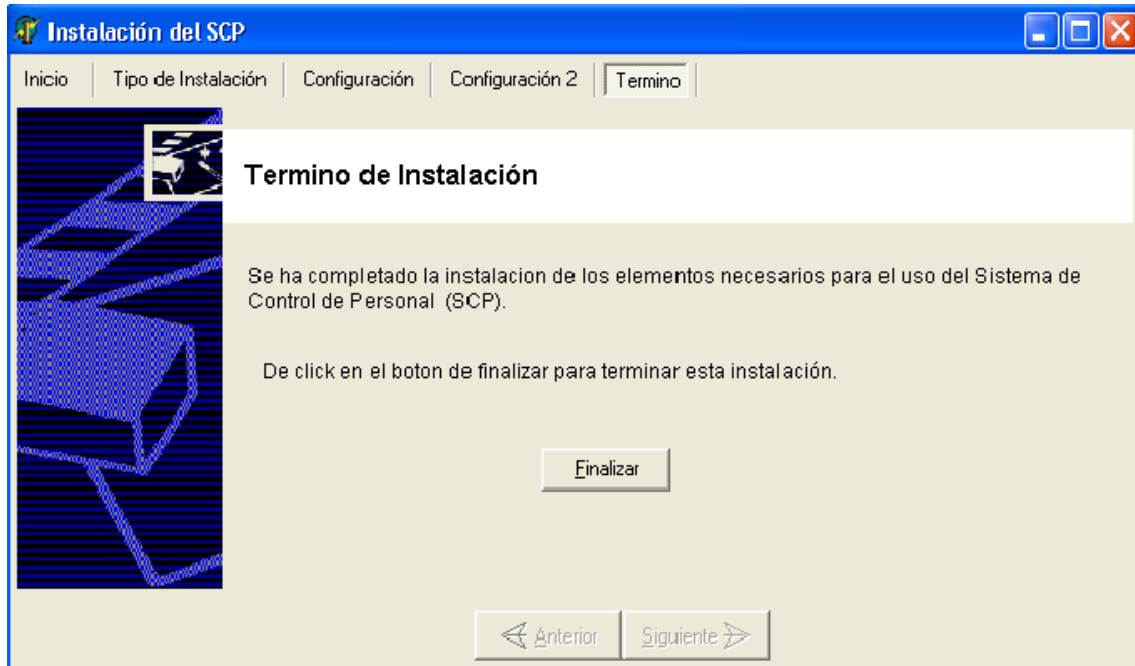 Instalación del SCP
Inicio Tipo de Instalación Configuración Configuración 2 Termino
Termino de Instalación
Se ha completado la instalacion de los elementos necesarios para el uso del Sistema de
Control de Personal (SCP).
De click en el boton de finalizar para terminar esta instalación.
Finalizar
Anterior Siguiente